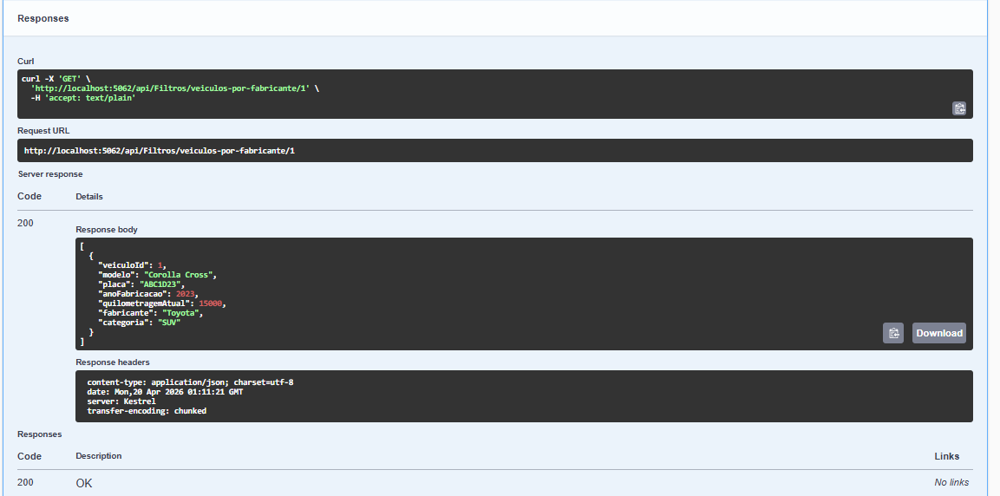 Responses
Curl
curl -X 'GET' \
  'http://localhost:5062/api/Filtros/veiculos-por-fabricante/1' \
  -H 'accept: text/plain'
Request URL
http://localhost:5062/api/Filtros/veiculos-por-fabricante/1
Server response
Code Details
200
Response body
[
  {
    "veiculoId": 1,
    "modelo": "Corolla Cross",
    "placa": "ABC1D23",
    "anoFabricacao": 2023,
    "quilometragemAtual": 15000,
    "fabricante": "Toyota",
    "categoria": "SUV"
  }
]
Download
Response headers
content-type: application/json; charset=utf-8
date: Mon,20 Apr 2026 01:11:21 GMT
server: Kestrel
transfer-encoding: chunked
Responses
Code Description Links
200 OK No links